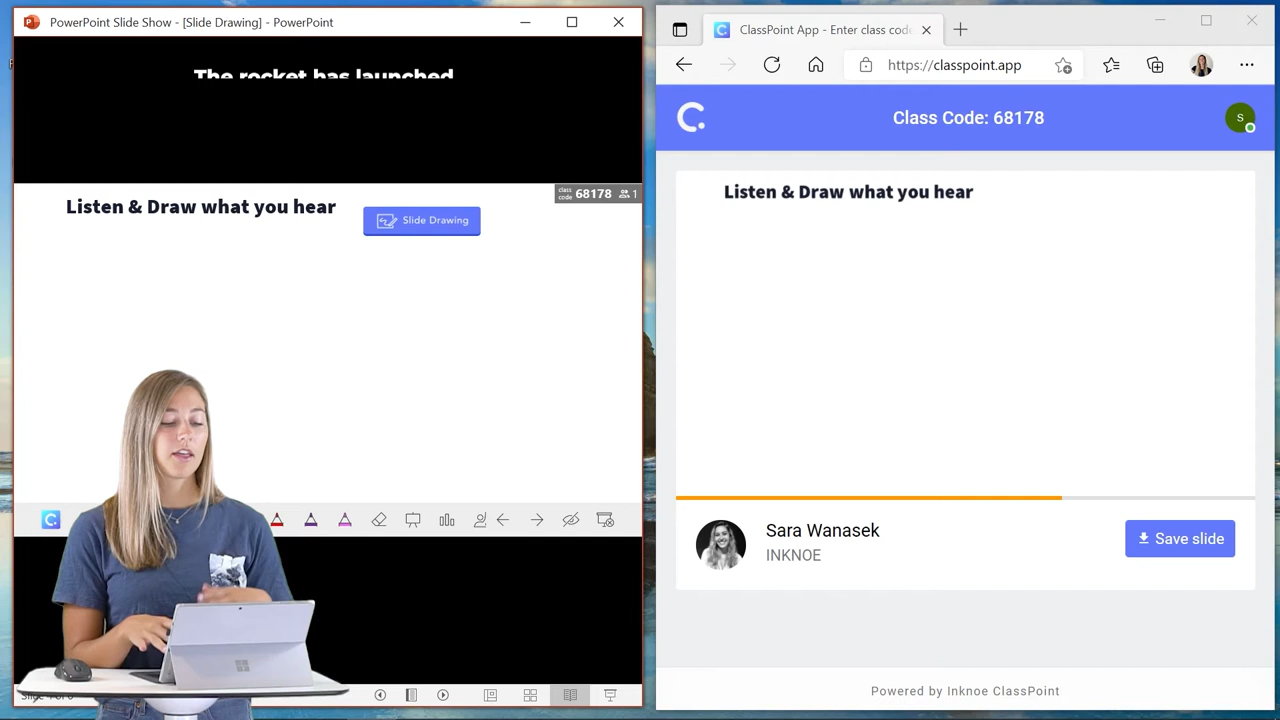 PowerPoint Slide Show - [Slide Drawing] - PowerPoint
The rocket has launched
class code 68178 1
Listen & Draw what you hear
Slide Drawing
ClassPoint App - Enter class code
https://classpoint.app
Class Code: 68178
S
Listen & Draw what you hear
Sara Wanasek
INKNOE
Save slide
Powered by Inknoe ClassPoint